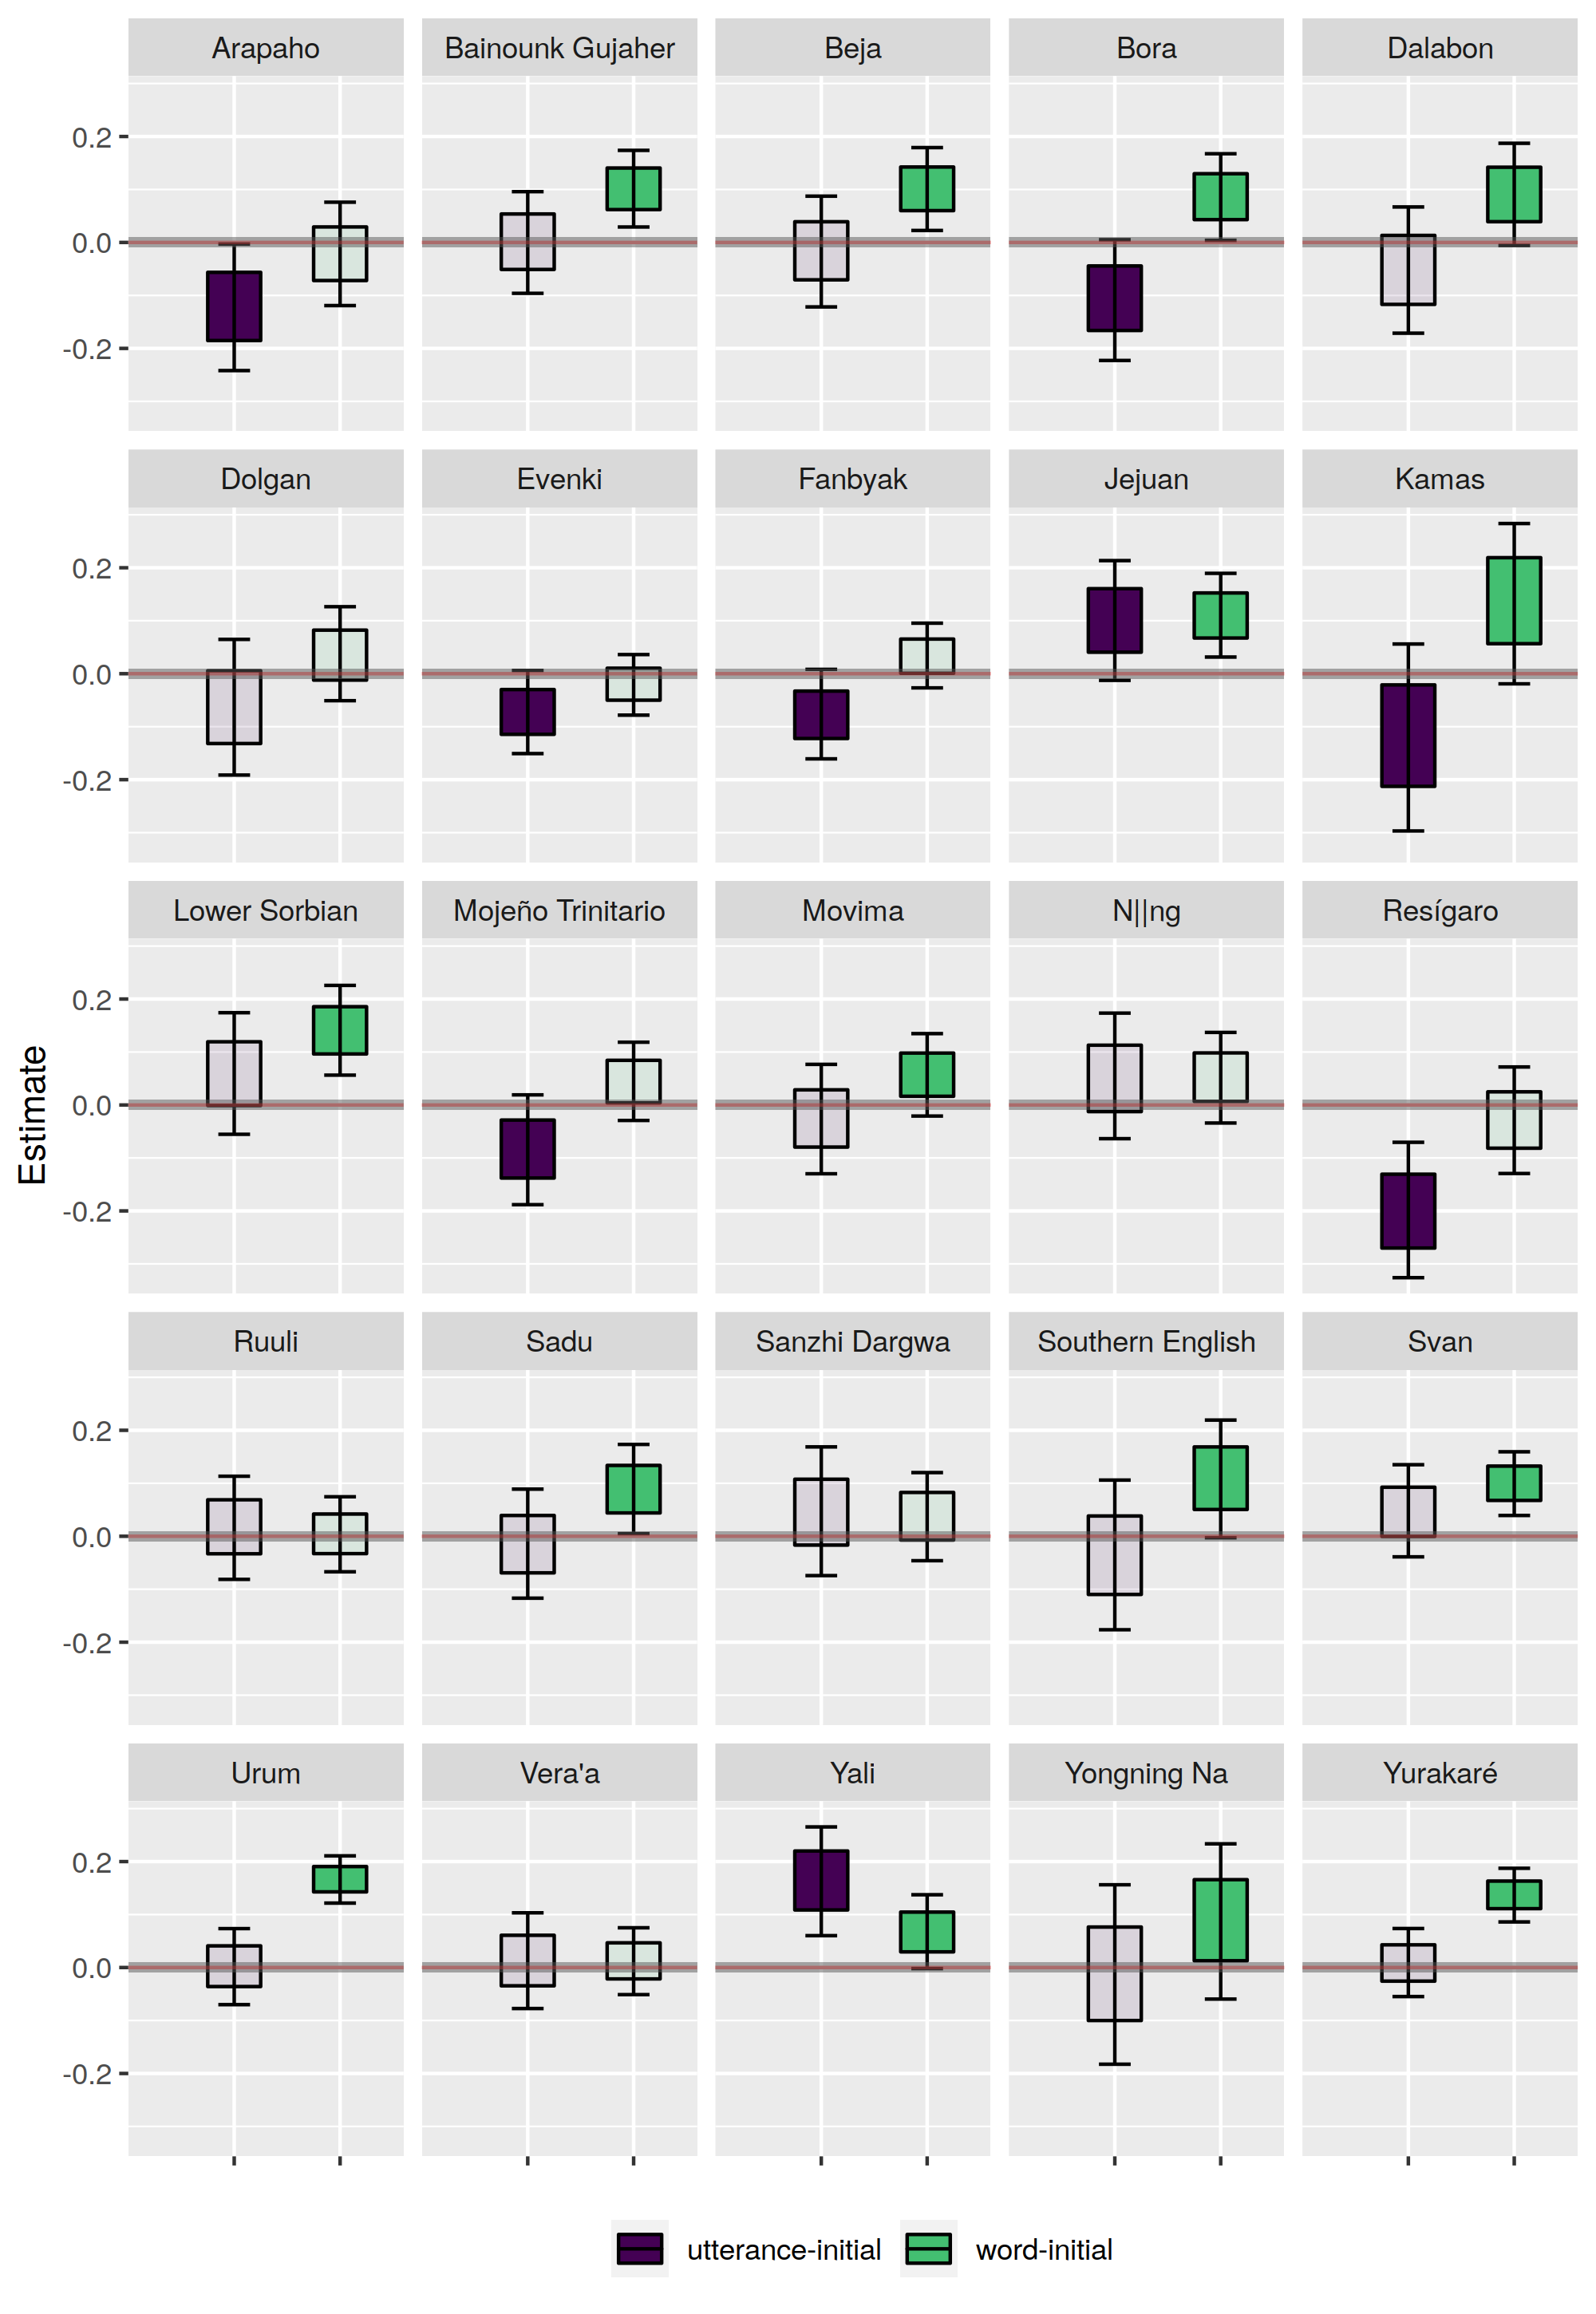 Arapaho Bainounk Gujaher Beja Bora Dalabon
0.2
0.0
-0.2
Dolgan Evenki Fanbyak Jejuan Kamas
0.2
0.0
-0.2
Lower Sorbian Mojeño Trinitario Movima N||ng Resígaro
0.2
0.0
-0.2
Estimate
Ruuli Sadu Sanzhi Dargwa Southern English Svan
0.2
0.0
-0.2
Urum Vera'a Yali Yongning Na Yurakaré
0.2
0.0
-0.2
utterance-initial word-initial